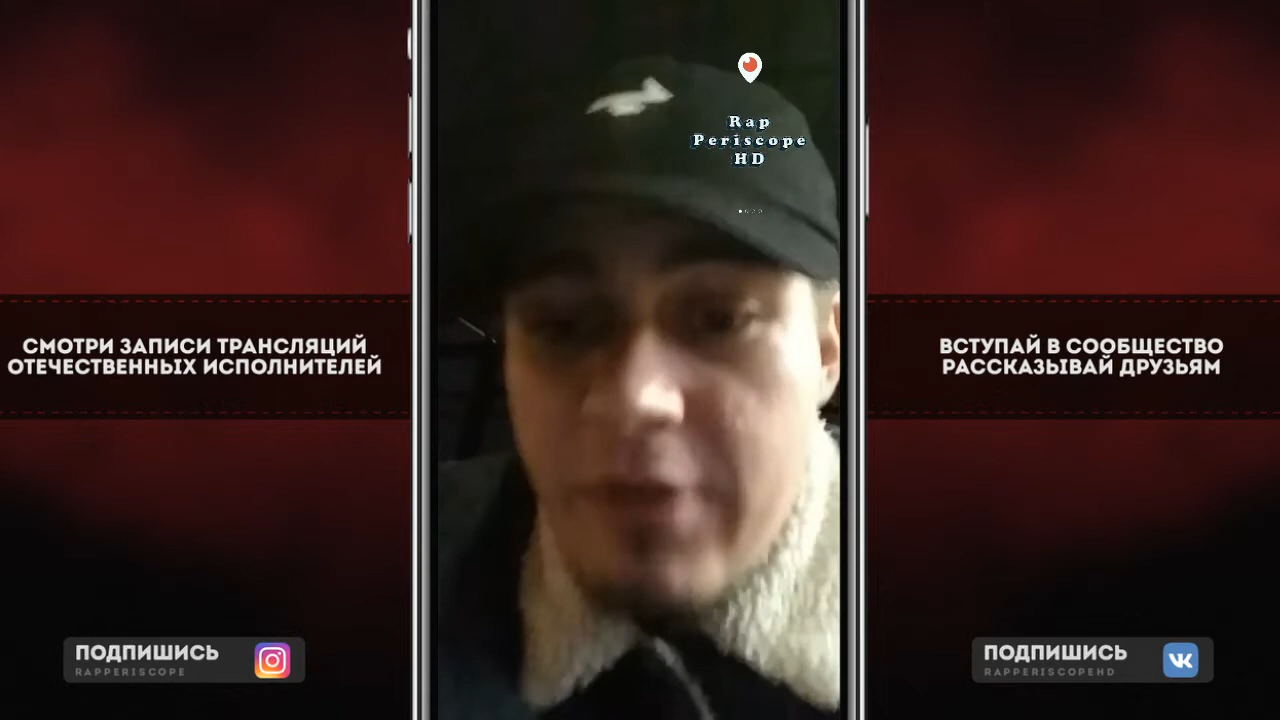 Rap
Periscope
HD
СМОТРИ ЗАПИСИ ТРАНСЛЯЦИЙ
ОТЕЧЕСТВЕННЫХ ИСПОЛНИТЕЛЕЙ
ВСТУПАЙ В СООБЩЕСТВО
РАССКАЗЫВАЙ ДРУЗЬЯМ
ПОДПИШИСЬ
RAPPERISCOPE
ПОДПИШИСЬ
RAPPERISCOPEHD